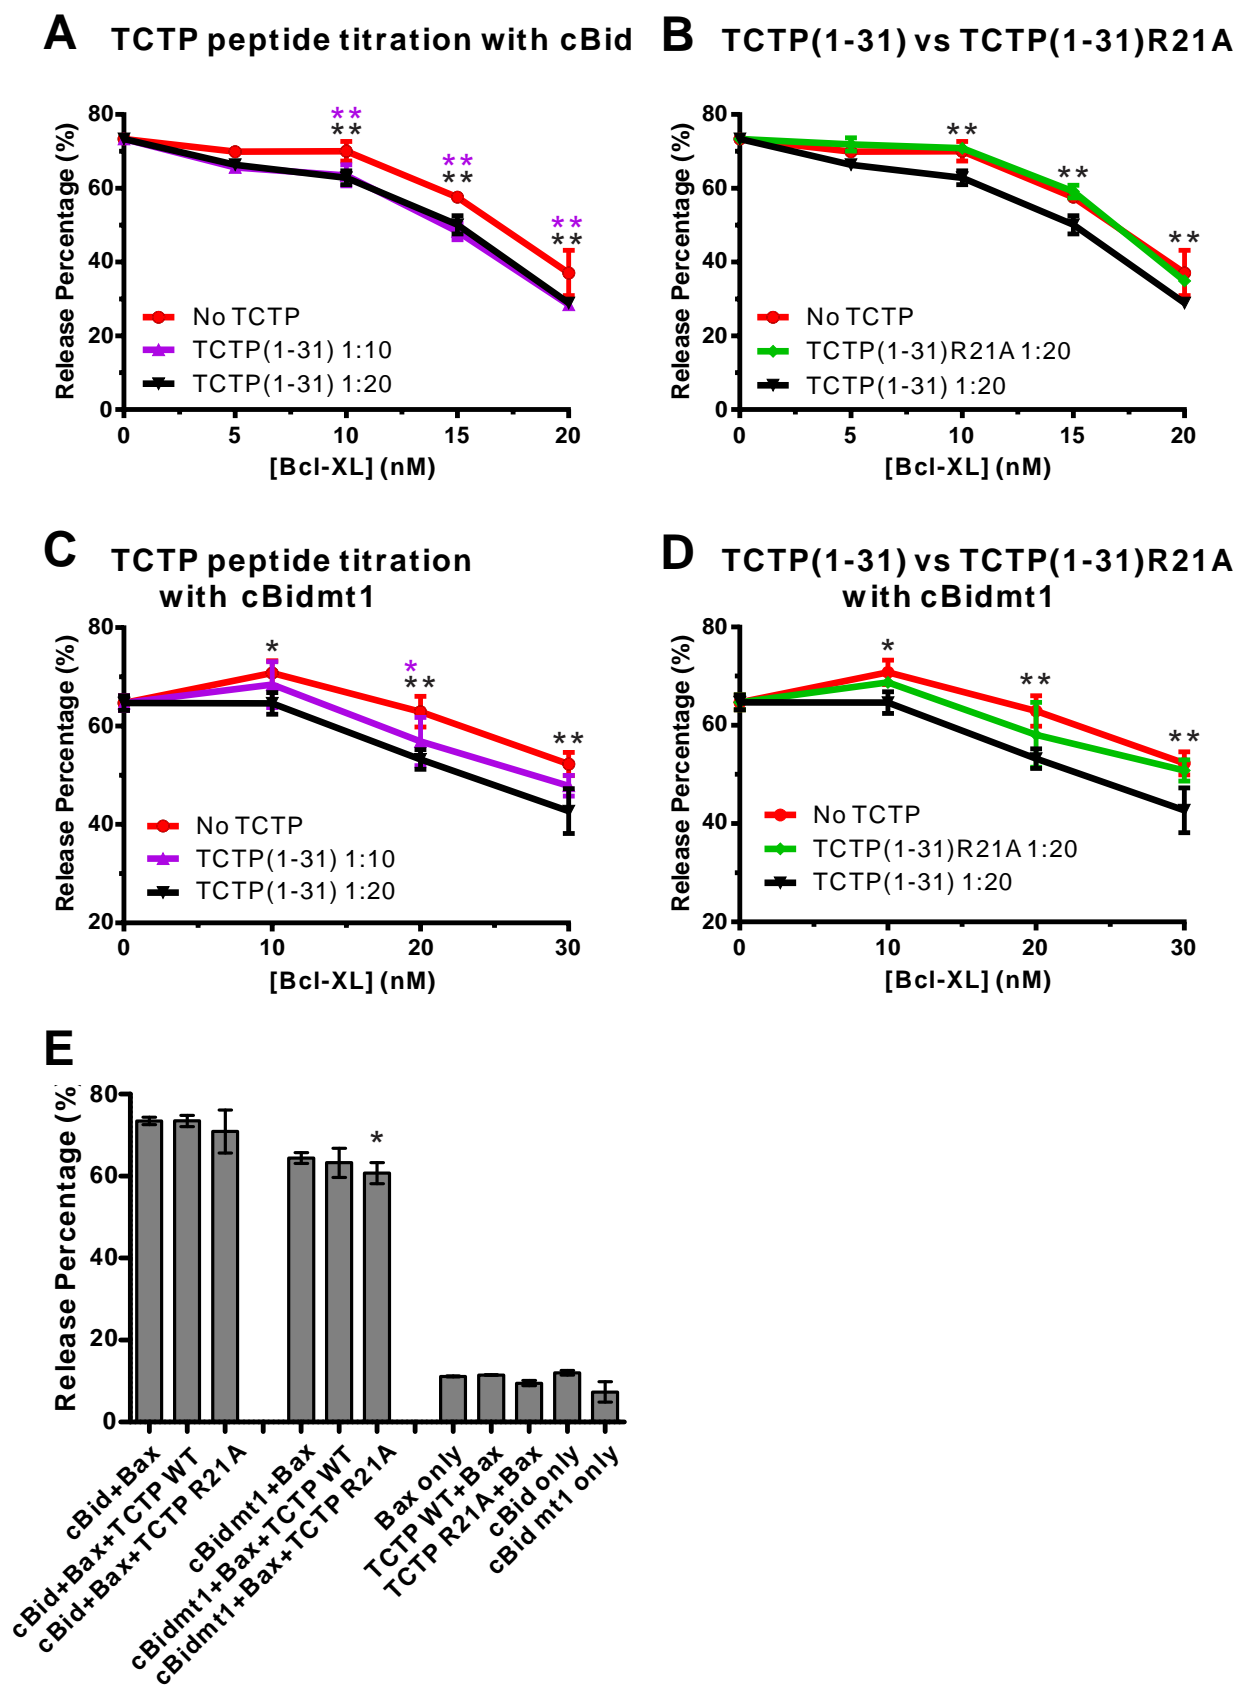 A TCTP peptide titration with cBid
Release Percentage (%)
80
60
40
20
0
** ** ** ** ** **
No TCTP
TCTP(1-31) 1:10
TCTP(1-31) 1:20
0 5 10 15 20
[Bcl-XL] (nM)
B TCTP(1-31) vs TCTP(1-31)R21A
Release Percentage (%)
80
60
40
20
0
** ** **
No TCTP
TCTP(1-31)R21A 1:20
TCTP(1-31) 1:20
0 5 10 15 20
[Bcl-XL] (nM)
C TCTP peptide titration
with cBidmt1
Release Percentage (%)
80
60
40
20
* * ** **
No TCTP
TCTP(1-31) 1:10
TCTP(1-31) 1:20
0 10 20 30
[Bcl-XL] (nM)
D TCTP(1-31) vs TCTP(1-31)R21A
with cBidmt1
Release Percentage (%)
80
60
40
20
* ** **
No TCTP
TCTP(1-31)R21A 1:20
TCTP(1-31) 1:20
0 10 20 30
[Bcl-XL] (nM)
E
Release Percentage (%)
80
60
40
20
0
*
cBid+Bax
cBid+Bax+TCTP WT
cBid+Bax+TCTP R21A
cBidmt1+Bax
cBidmt1+Bax+TCTP WT
cBidmt1+Bax+TCTP R21A
Bax only
TCTP WT+Bax
TCTP R21A+Bax
cBid only
cBid mt1 only